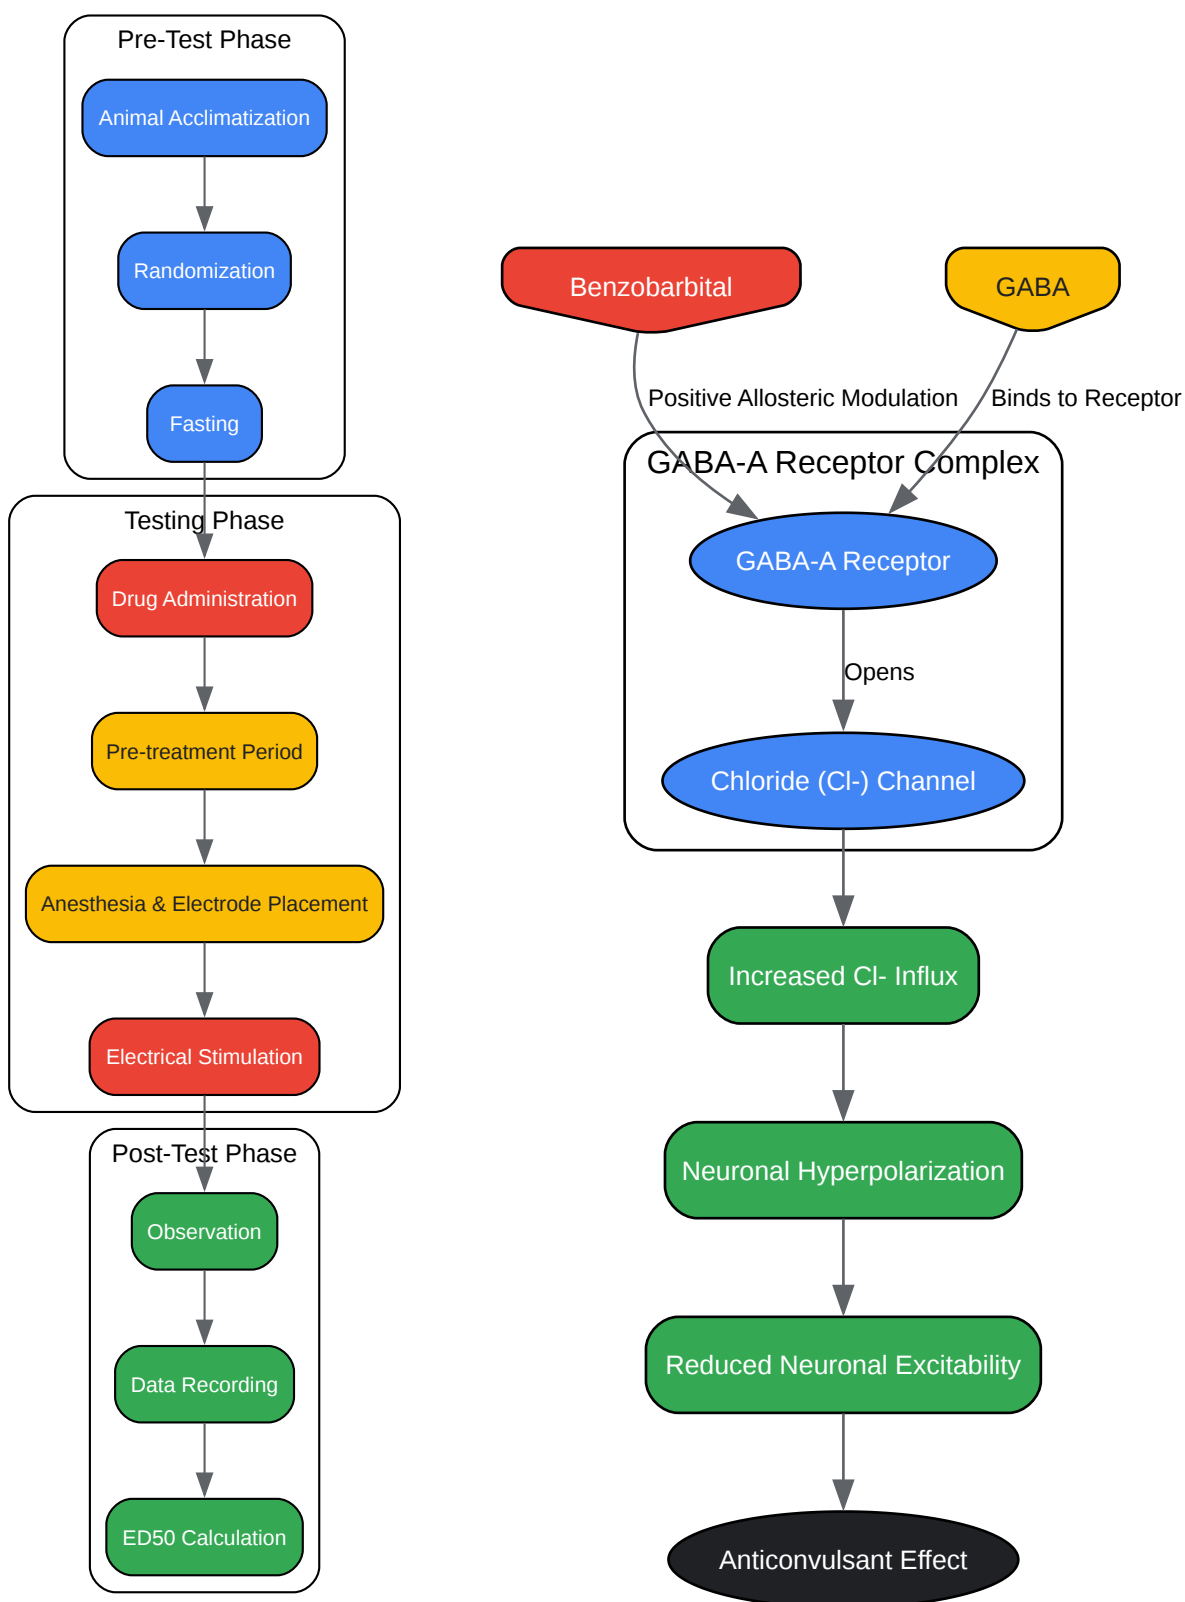 Pre-Test Phase
Animal Acclimatization
Randomization
Fasting
Testing Phase
Drug Administration
Pre-treatment Period
Anesthesia & Electrode Placement
Electrical Stimulation
Post-Test Phase
Observation
Data Recording
ED50 Calculation
Benzobarbital
GABA
Positive Allosteric Modulation
Binds to Receptor
GABA-A Receptor Complex
GABA-A Receptor
Opens
Chloride (Cl-) Channel
Increased Cl- Influx
Neuronal Hyperpolarization
Reduced Neuronal Excitability
Anticonvulsant Effect